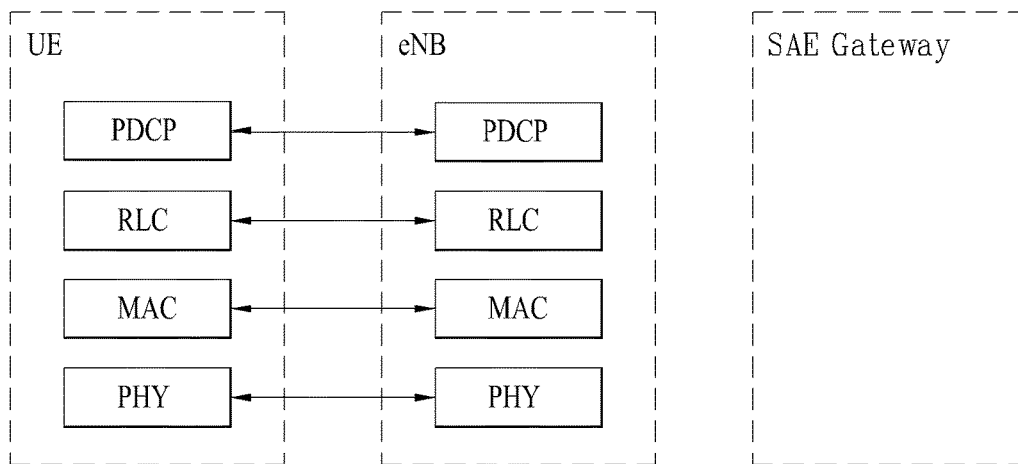 UE
eNB
SAE Gateway
PDCP
PDCP
RLC
RLC
MAC
MAC
PHY
PHY